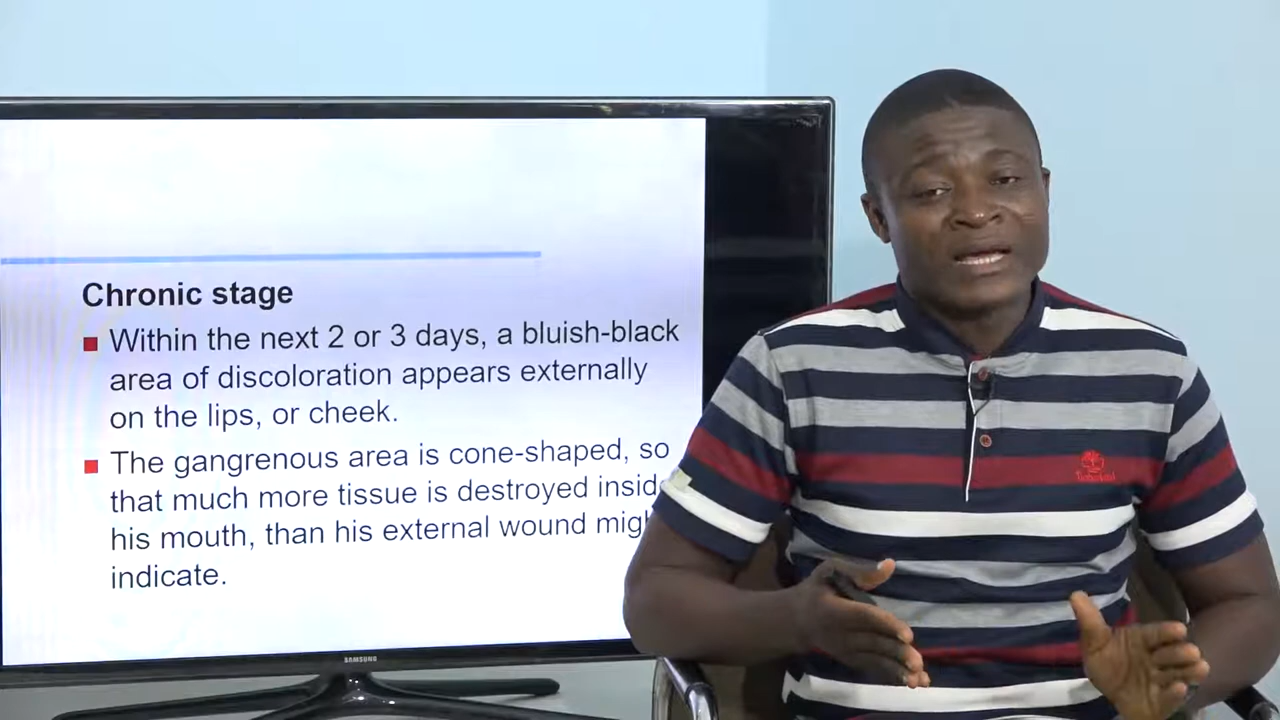 Chronic stage
Within the next 2 or 3 days, a bluish-black
area of discoloration appears externally
on the lips, or cheek.
The gangrenous area is cone-shaped, so
that much more tissue is destroyed
his mouth, than his external wound
indicate.
SAMSUNG